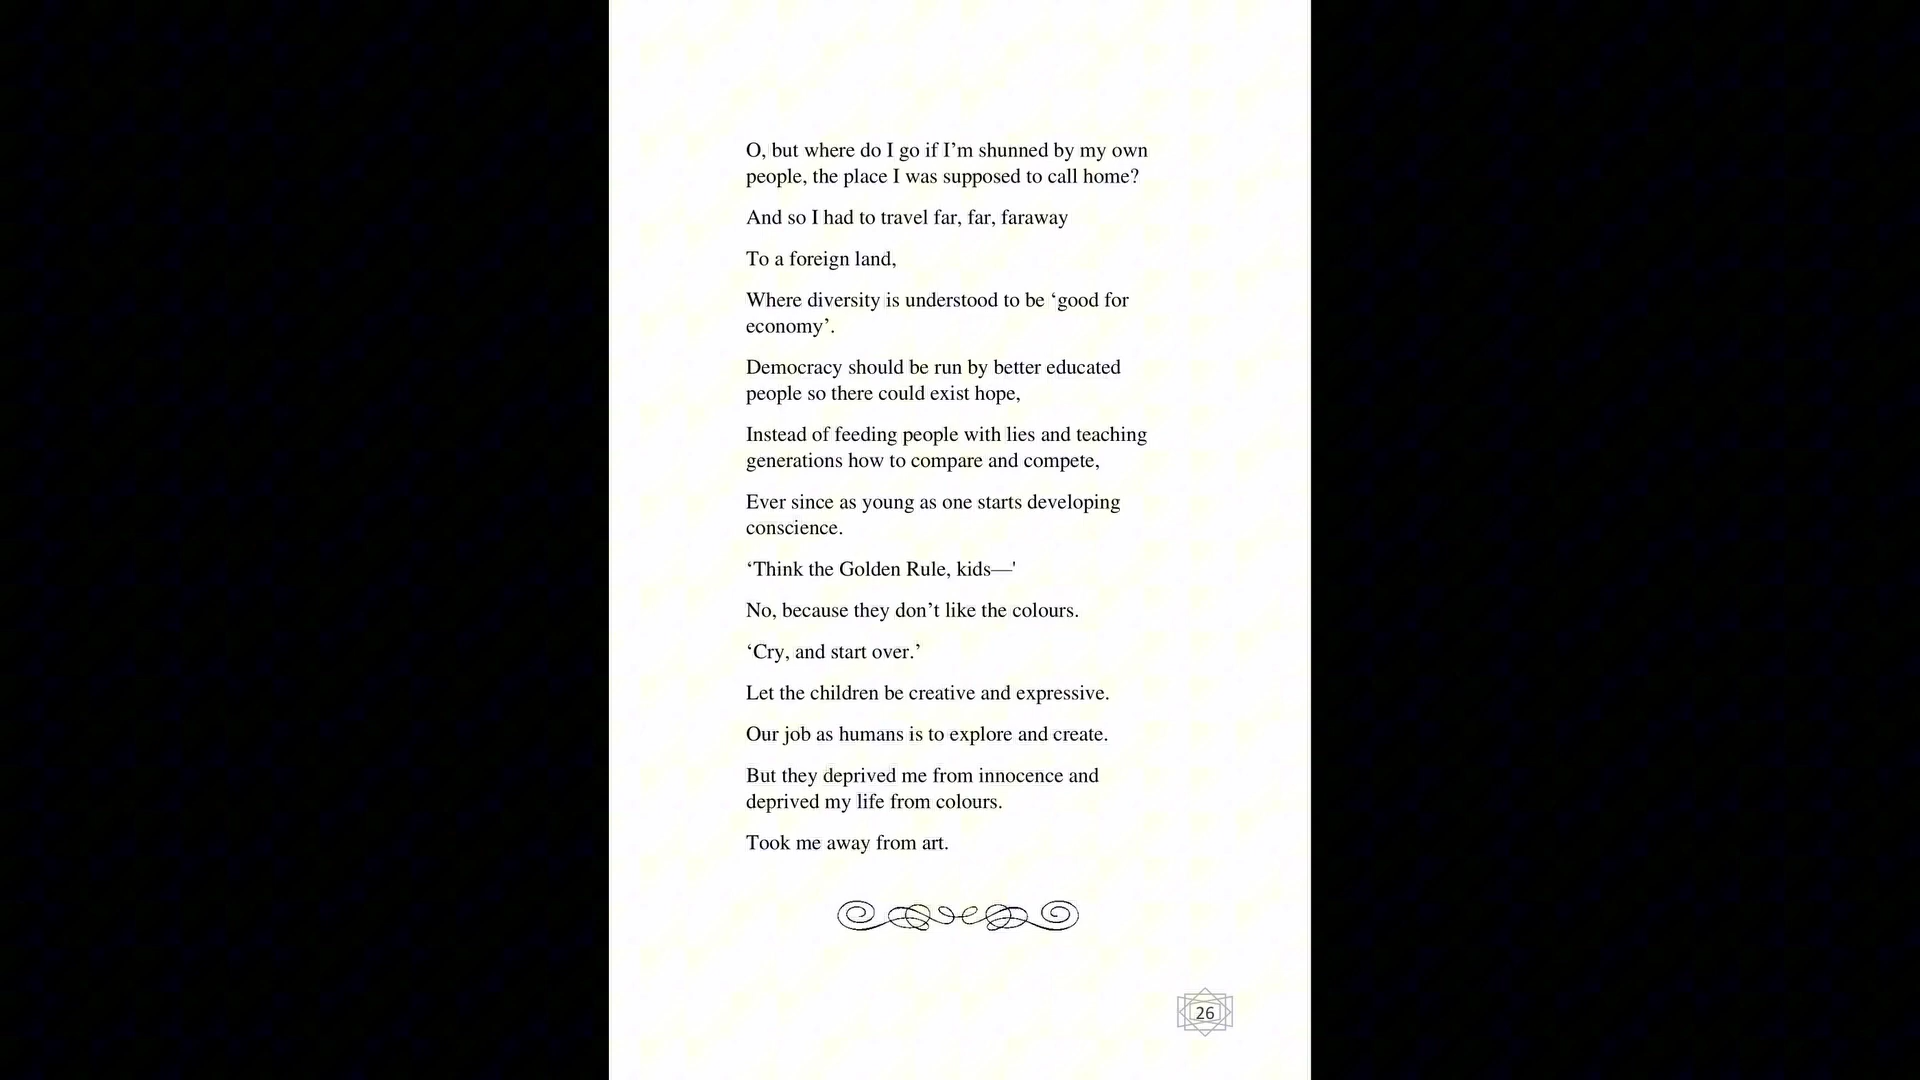 O, but where do I go if I’m shunned by my own
people, the place I was supposed to call home?
And so I had to travel far, far, faraway
To a foreign land,
Where diversity is understood to be ‘good for
economy’.
Democracy should be run by better educated
people so there could exist hope,
Instead of feeding people with lies and teaching
generations how to compare and compete,
Ever since as young as one starts developing
conscience.
‘Think the Golden Rule, kids—'
No, because they don’t like the colours.
‘Cry, and start over.’
Let the children be creative and expressive.
Our job as humans is to explore and create.
But they deprived me from innocence and
deprived my life from colours.
Took me away from art.
26